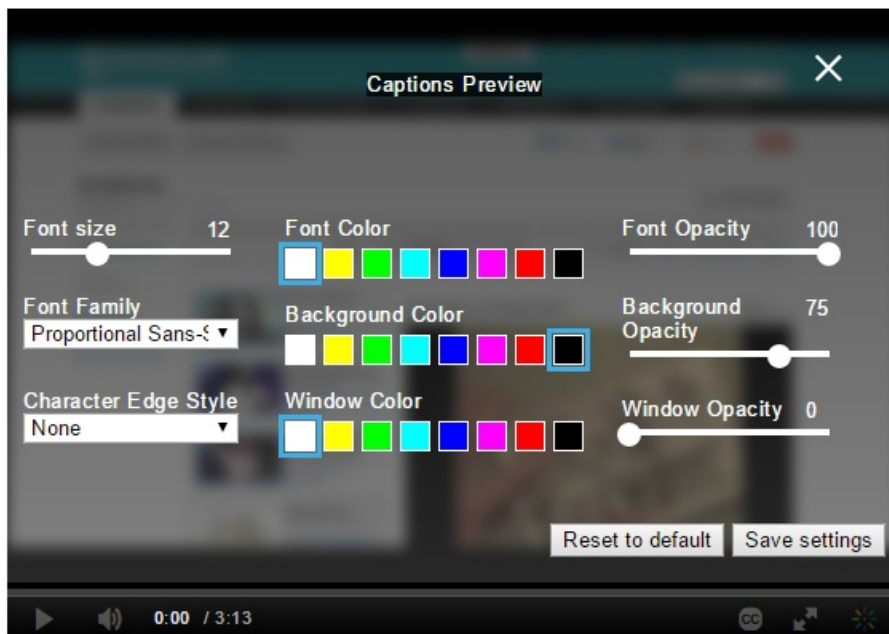 Captions Preview
Font size 12
Font Color
Font Opacity 100
Font Family
Proportional Sans-S
Background Color
Background
Opacity 75
Character Edge Style
None
Window Color
Window Opacity 0
Reset to default
Save settings
0:00 / 3:13
CC